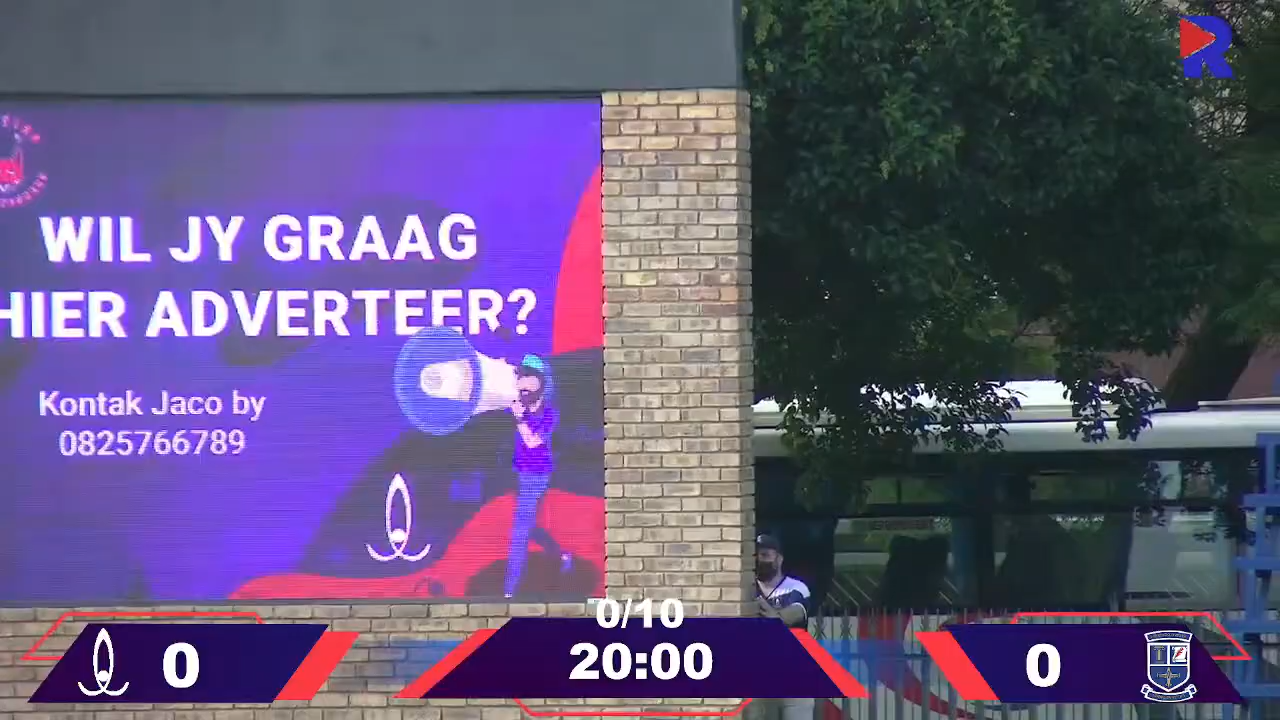 WIL JY GRAAG
HIER ADVERTEER?
Kontak Jaco by
0825766789
0/10
0
20:00
0